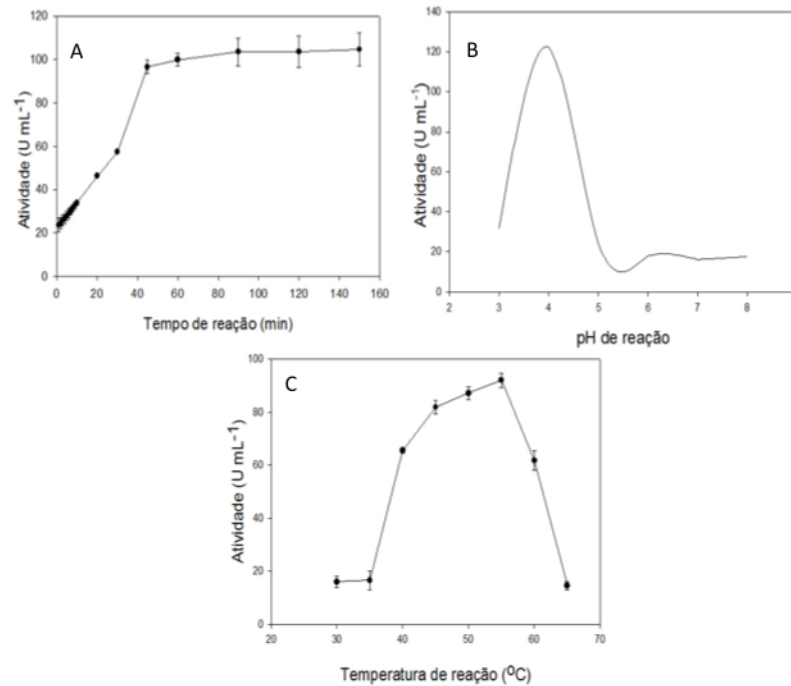 A
Atividade (U mL⁻¹)
120
100
80
60
40
20
0
0 20 40 60 80 100 120 140 160
Tempo de reação (min)
B
Atividade (U mL⁻¹)
140
120
100
80
60
40
20
0
2 3 4 5 6 7 8
pH de reação
C
Atividade (U mL⁻¹)
100
80
60
40
20
0
20 30 40 50 60 70
Temperatura de reação (⁰C)